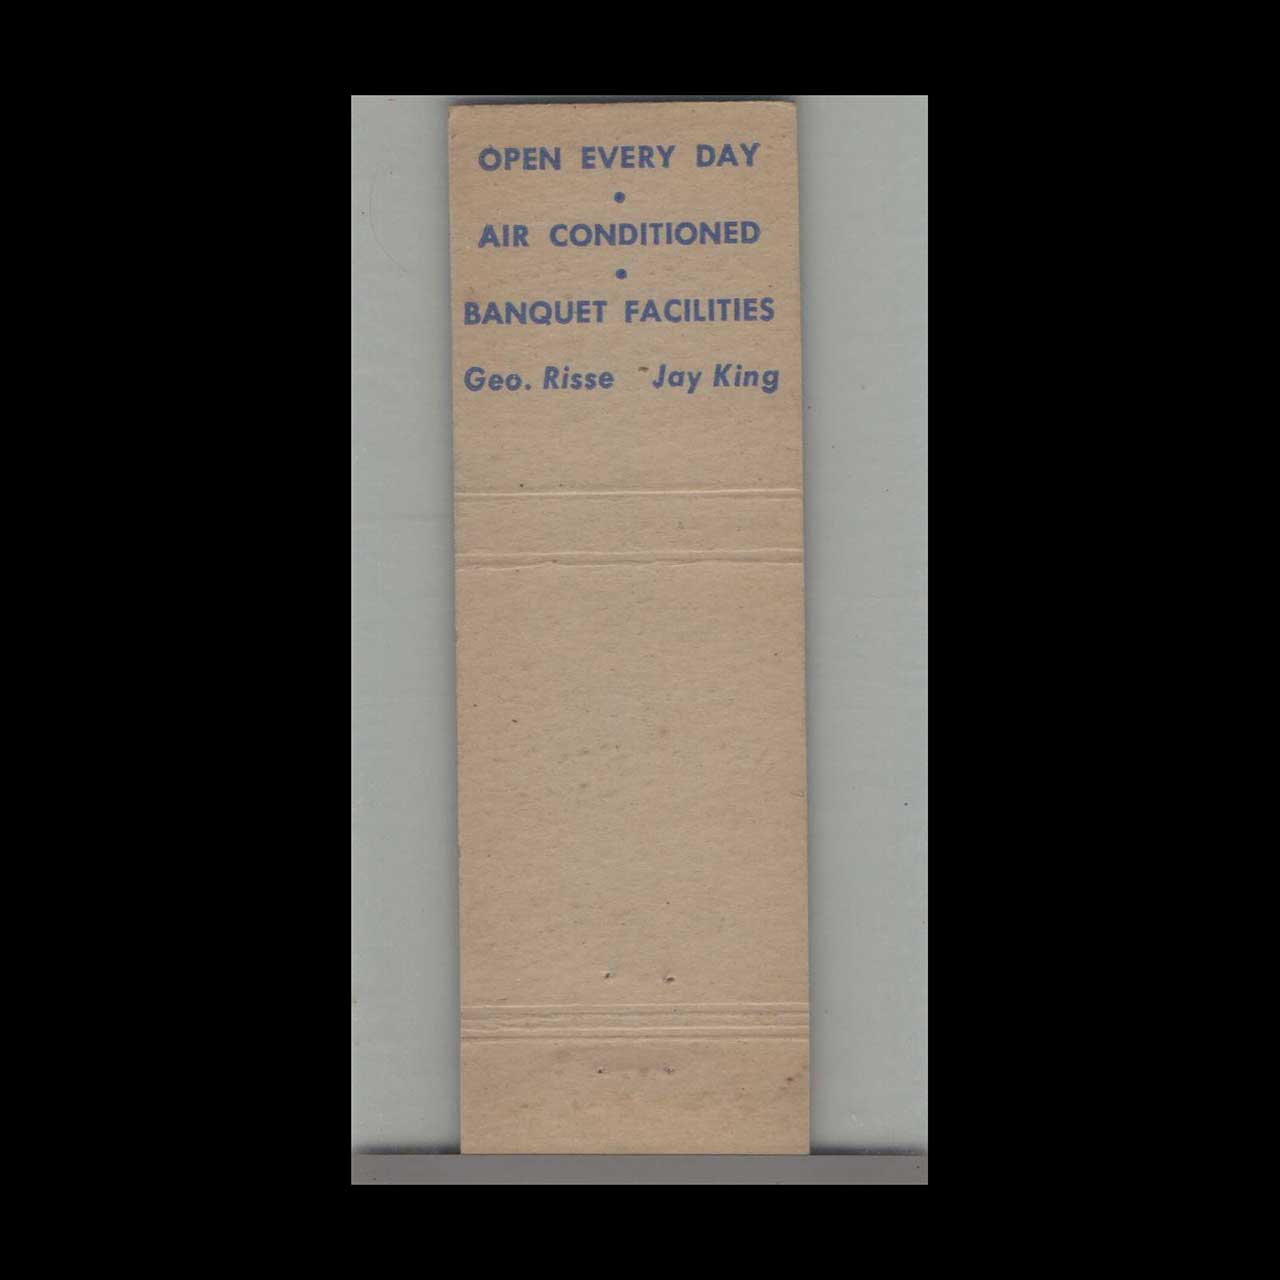 OPEN EVERY DAY
•
AIR CONDITIONED
•
BANQUET FACILITIES
Geo. Risse Jay King